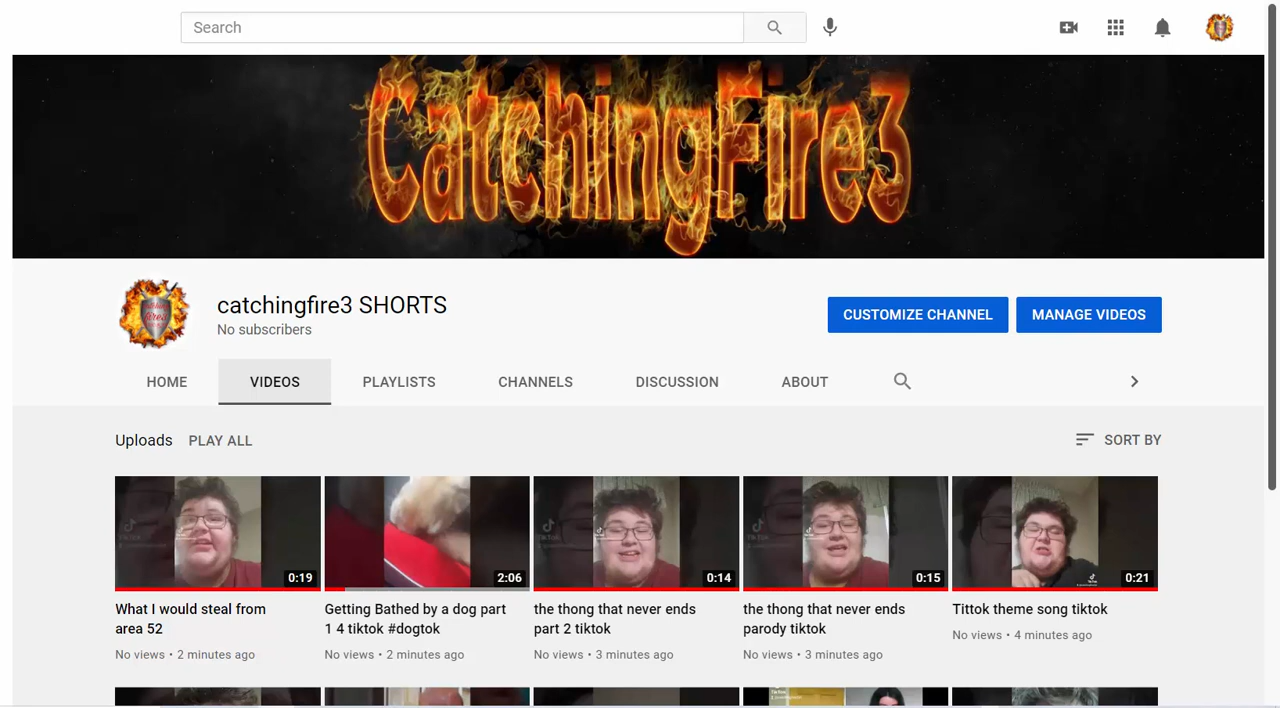 Search
CatchingFire3
catchingfire3 SHORTS
No subscribers
CUSTOMIZE CHANNEL
MANAGE VIDEOS
HOME
VIDEOS
PLAYLISTS
CHANNELS
DISCUSSION
ABOUT
Uploads
PLAY ALL
SORT BY
0:19
2:06
0:14
0:15
0:21
What I would steal from
area 52
No views • 2 minutes ago
Getting Bathed by a dog part
1 4 tiktok #dogtok
No views • 2 minutes ago
the thong that never ends
part 2 tiktok
No views • 3 minutes ago
the thong that never ends
parody tiktok
No views • 3 minutes ago
Tittok theme song tiktok
No views • 4 minutes ago